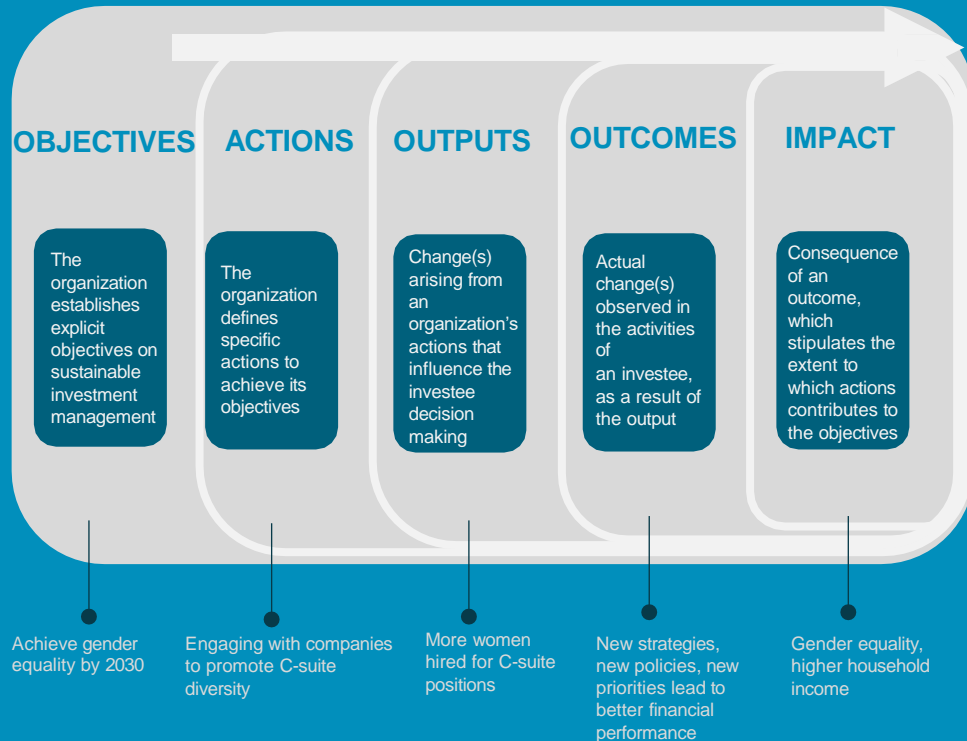 OBJECTIVES
ACTIONS
OUTPUTS
OUTCOMES
IMPACT
The
organization
establishes
explicit
objectives on
sustainable
investment
management
The
organization
defines
specific
actions to
achieve its
objectives
Change(s)
arising from
an
organization’s
actions that
influence the
investee
decision
making
Actual
change(s)
observed in
the activities
of
an investee,
as a result of
the output
Consequence
of an
outcome,
which
stipulates the
extent to
which actions
contributes to
the objectives
Achieve gender
equality by 2030
Engaging with companies
to promote C-suite
diversity
More women
hired for C-suite
positions
New strategies,
new policies, new
priorities lead to
better financial
performance
Gender equality,
higher household
income